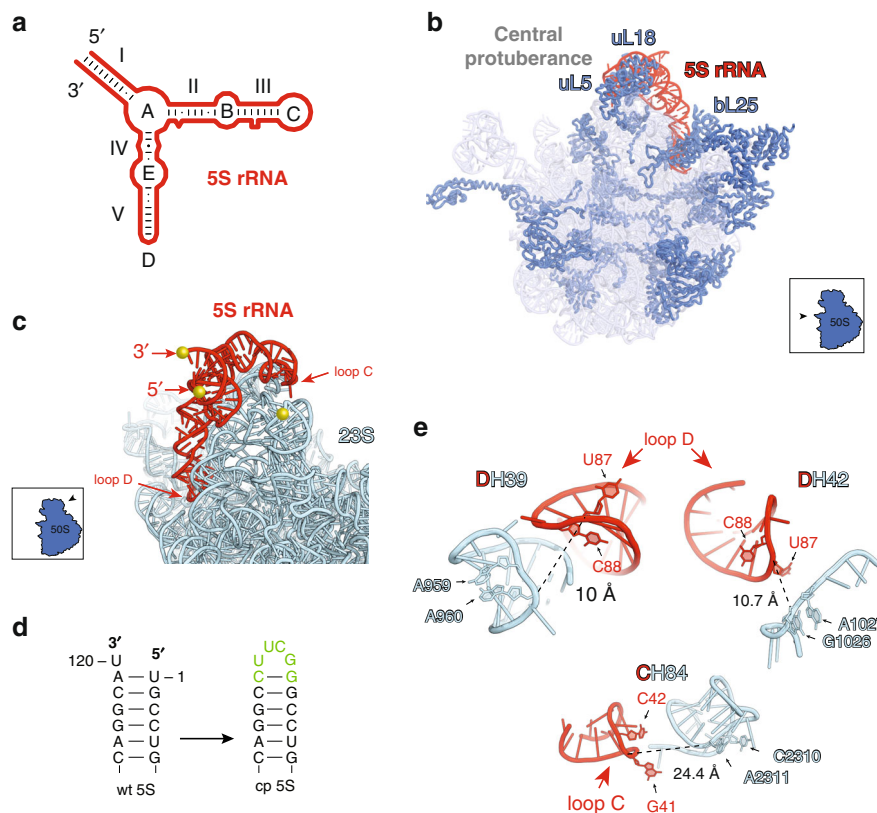 a
5′
3′
I
II
III
A
B
C
IV
E
V
D
5S rRNA
b
Central
protuberance
uL18
uL5
5S rRNA
bL25
50S
c
5S rRNA
3′
5′
loop C
23S
loop D
50S
d
3′
5′
120 – U
U – 1
A — U
C — G
G — C
G — C
A — U
C — G
wt 5S
UC
U G
C — G
C — G
G — C
G — C
A — U
C — G
cp 5S
e
loop D
U87
DH39
C88
A959
A960
10 Å
DH42
C88
U87
10.7 Å
A102
G1026
CH84
C42
C2310
A2311
24.4 Å
loop C
G41